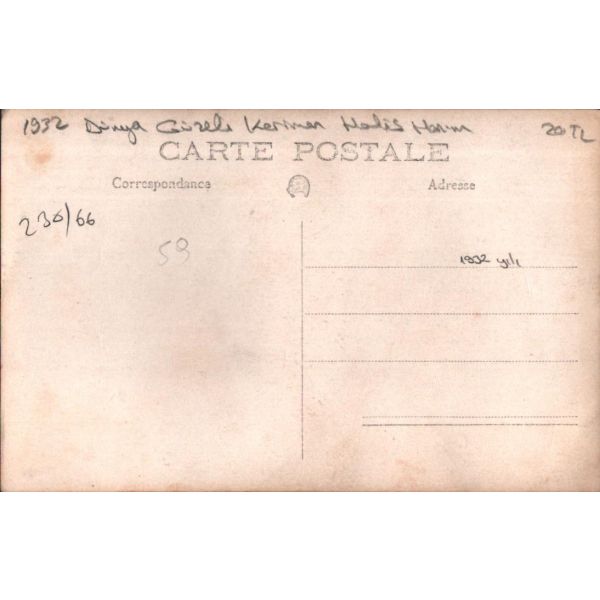 1932 Dünya Güzeli Keriman Halis Hanım 20 TL
CARTE POSTALE
Correspondance Adresse
236/66
59
1932 yılı